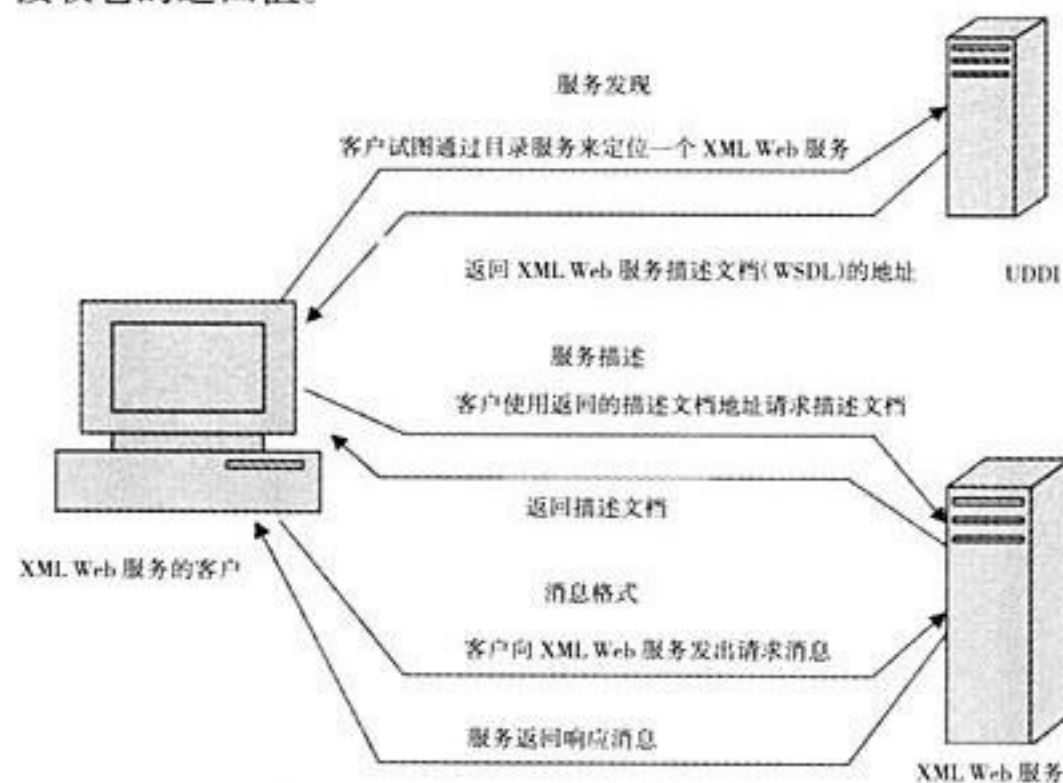 服务发现
客户试图通过目录服务来定位一个 XML Web 服务
返回 XML Web 服务描述文档(WSDL)的地址
UDDI
服务描述
客户使用返回的描述文档地址请求描述文档
返回描述文档
XML Web 服务的客户
消息格式
客户向 XML Web 服务发出请求消息
服务返回响应消息
XML Web 服务